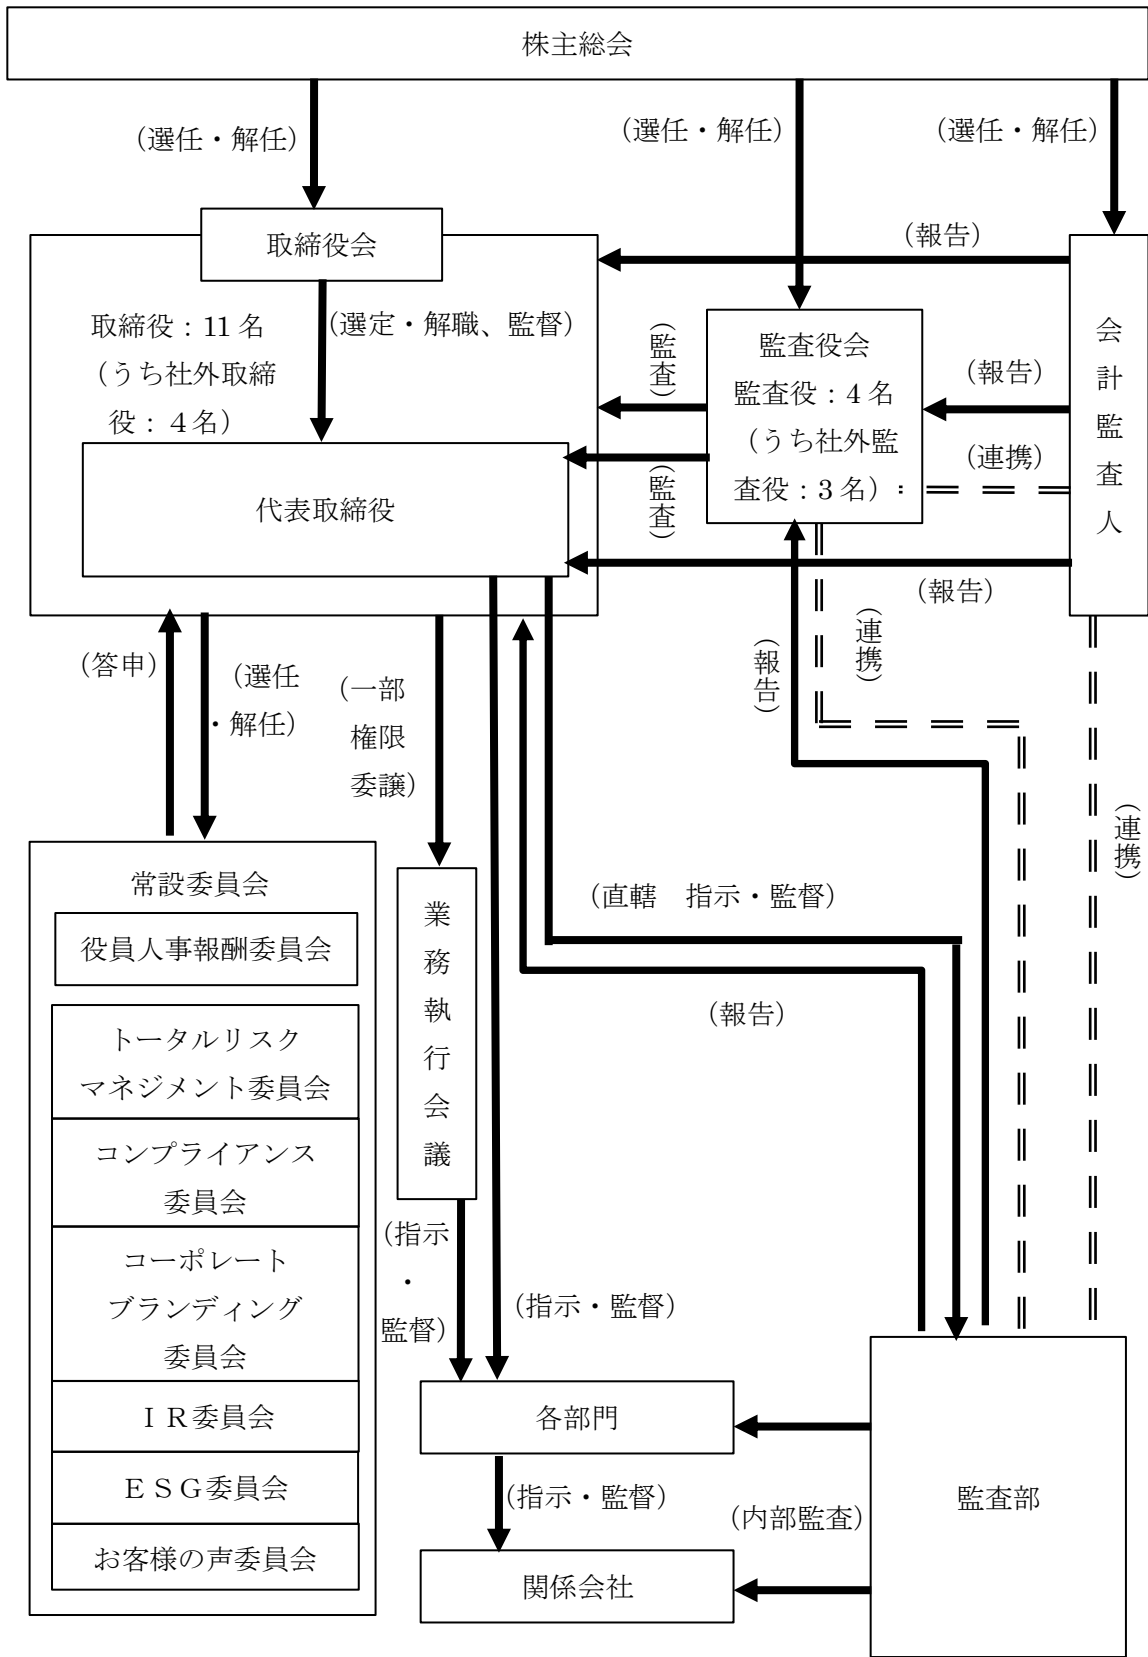 株主総会
（選任・解任）
（選任・解任）
（選任・解任）
取締役会
（報告）
取締役：11 名
（うち社外取締
役：４名）
（選定・解職、監督）
（監査）
監査役会
監査役：4 名
（うち社外監
査役：3 名）
（報告）
（連携）
会計監査人
代表取締役
（監査）
（報告）
（答申）
（選任
・解任）
（一部
権限
委譲）
（報告）
（連携）
（連携）
常設委員会
役員人事報酬委員会
トータルリスク
マネジメント委員会
コンプライアンス
委員会
コーポレート
ブランディング
委員会
ＩＲ委員会
ＥＳＧ委員会
お客様の声委員会
業務執行会議
（直轄　指示・監督）
（報告）
（指示
・
監督）
（指示・監督）
各部門
（指示・監督）
（内部監査）
監査部
関係会社